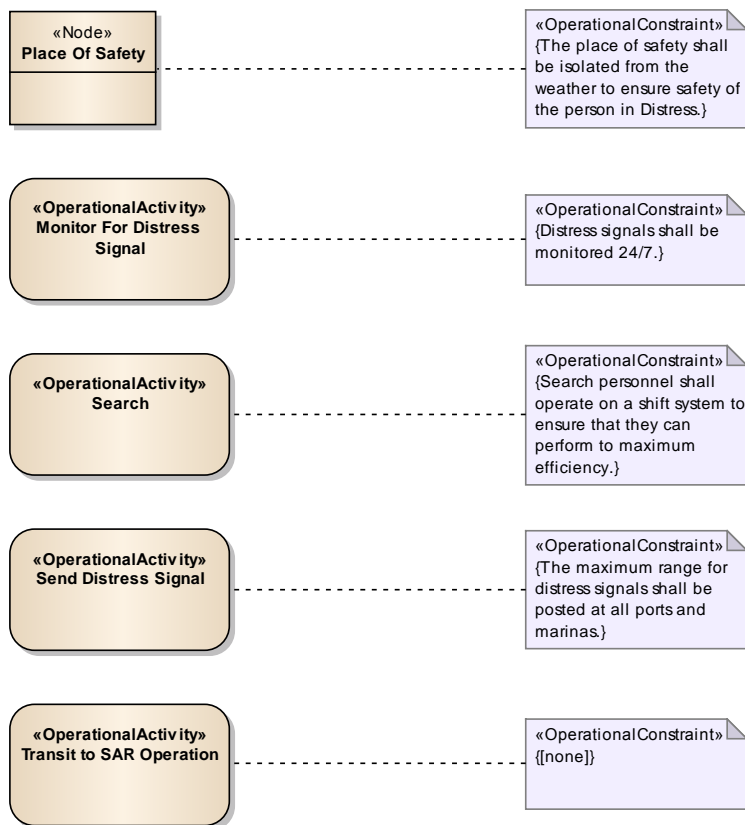 «Node»
Place Of Safety
«OperationalConstraint»
{The place of safety shall
be isolated from the
weather to ensure safety of
the person in Distress.}
«OperationalActivity»
Monitor For Distress
Signal
«OperationalConstraint»
{Distress signals shall be
monitored 24/7.}
«OperationalActivity»
Search
«OperationalConstraint»
{Search personnel shall
operate on a shift system to
ensure that they can
perform to maximum
efficiency.}
«OperationalActivity»
Send Distress Signal
«OperationalConstraint»
{The maximum range for
distress signals shall be
posted at all ports and
marinas.}
«OperationalActivity»
Transit to SAR Operation
«OperationalConstraint»
{[none]}